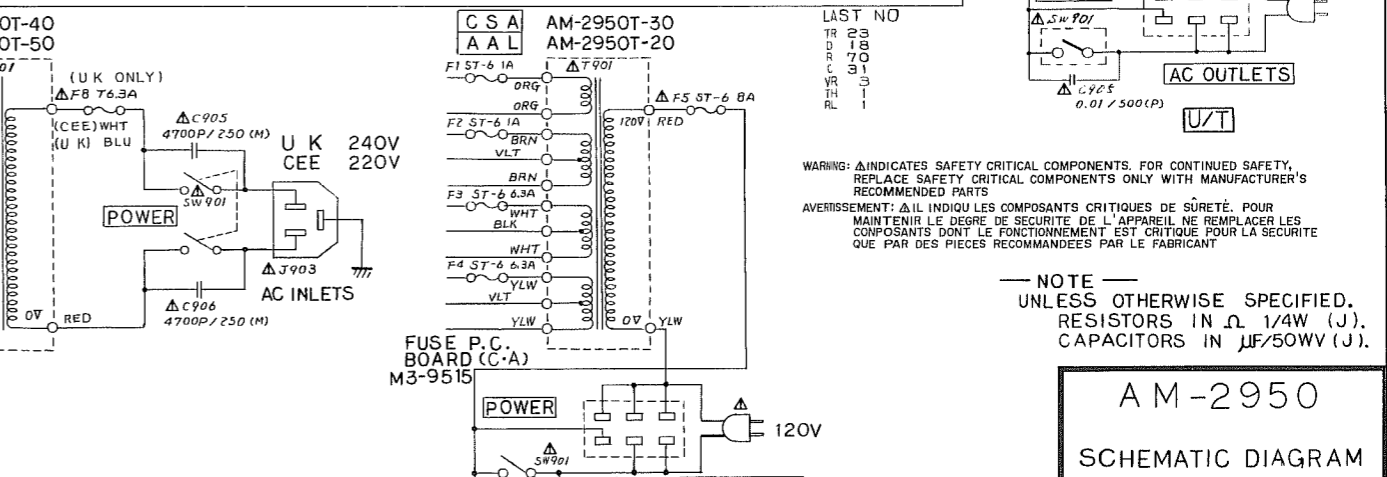 OT-40
OT-50
01
(UK ONLY)
⚠F8 T6.3A
(CEE)WHT
(UK) BLU
⚠C905
4700P/250(M)
UK 240V
CEE 220V
⚠
SW901
POWER
⚠J903
AC INLETS
⚠C906
4700P/250(M)
0V
RED
CSA
AAL
AM-2950T-30
AM-2950T-20
F1 ST-6 1A
ORG
ORG
F2 ST-6 1A
BRN
VLT
BRN
F3 ST-6 6.3A
WHT
BLK
WHT
F4 ST-6 6.3A
YLW
VLT
YLW
⚠T901
120V
RED
⚠F5 ST-6 8A
0V
YLW
FUSE P.C.
BOARD (C·A)
M3-9515
POWER
⚠
SW901
⚠
120V
LAST NO
TR 23
D 18
R 70
C 31
VR 3
TH 1
RL 1
⚠SW901
⚠C905
0.01/500(P)
AC OUTLETS
U/T
WARNING: ⚠INDICATES SAFETY CRITICAL COMPONENTS. FOR CONTINUED SAFETY,
REPLACE SAFETY CRITICAL COMPONENTS ONLY WITH MANUFACTURER'S
RECOMMENDED PARTS
AVERTISSEMENT: ⚠IL INDIQU LES COMPOSANTS CRITIQUES DE SÛRETÉ. POUR
MAINTENIR LE DEGRE DE SECURITE DE L'APPAREIL NE REMPLACER LES
CONPOSANTS DONT LE FONCTIONNEMENT EST CRITIQUE POUR LA SECURITE
QUE PAR DES PIECES RECOMMANDEES PAR LE FABRICANT
— NOTE —
UNLESS OTHERWISE SPECIFIED.
RESISTORS IN Ω 1/4W (J).
CAPACITORS IN μF/50WV (J).
AM-2950
SCHEMATIC DIAGRAM